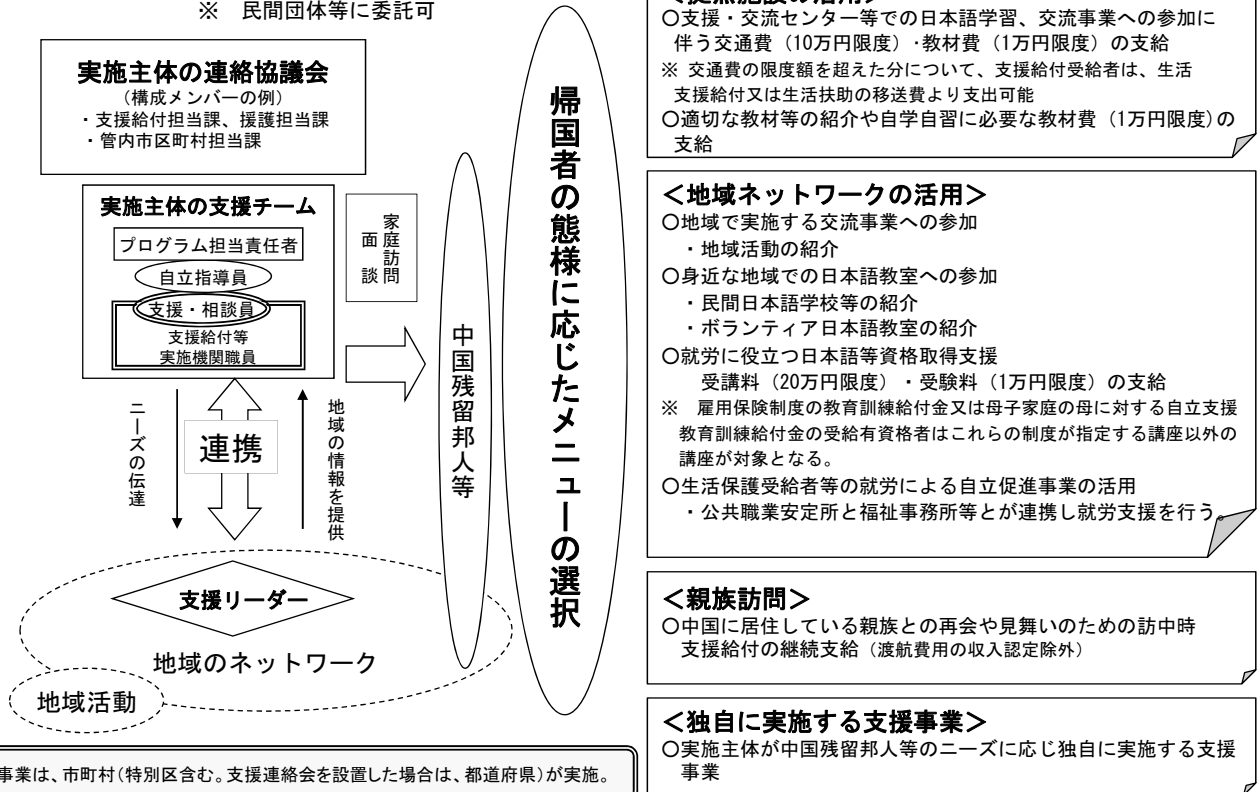 ※　民間団体等に委託可
実施主体の連絡協議会
（構成メンバーの例）
・支援給付担当課、援護担当課
・管内市区町村担当課
実施主体の支援チーム
プログラム担当責任者
自立指導員
支援・相談員
支援給付等
実施機関職員
家庭訪問
面談
ニーズの伝達
連携
地域の情報を提供
支援リーダー
地域のネットワーク
地域活動
中国残留邦人等
帰国者の態様に応じたメニューの選択
事業は、市町村（特別区含む。支援連絡会を設置した場合は、都道府県）が実施。
○支援・交流センター等での日本語学習、交流事業への参加に
伴う交通費（10万円限度）・教材費（1万円限度）の支給
※ 交通費の限度額を超えた分について、支援給付受給者は、生活
支援給付又は生活扶助の移送費より支出可能
○適切な教材等の紹介や自学自習に必要な教材費（1万円限度）の
支給
＜地域ネットワークの活用＞
○地域で実施する交流事業への参加
・地域活動の紹介
○身近な地域での日本語教室への参加
・民間日本語学校等の紹介
・ボランティア日本語教室の紹介
○就労に役立つ日本語等資格取得支援
受講料（20万円限度）・受験料（1万円限度）の支給
※　雇用保険制度の教育訓練給付金又は母子家庭の母に対する自立支援
教育訓練給付金の受給有資格者はこれらの制度が指定する講座以外の
講座が対象となる。
○生活保護受給者等の就労による自立促進事業の活用
・公共職業安定所と福祉事務所等とが連携し就労支援を行う。
＜親族訪問＞
○中国に居住している親族との再会や見舞いのための訪中時
支援給付の継続支給（渡航費用の収入認定除外）
＜独自に実施する支援事業＞
○実施主体が中国残留邦人等のニーズに応じ独自に実施する支援
事業